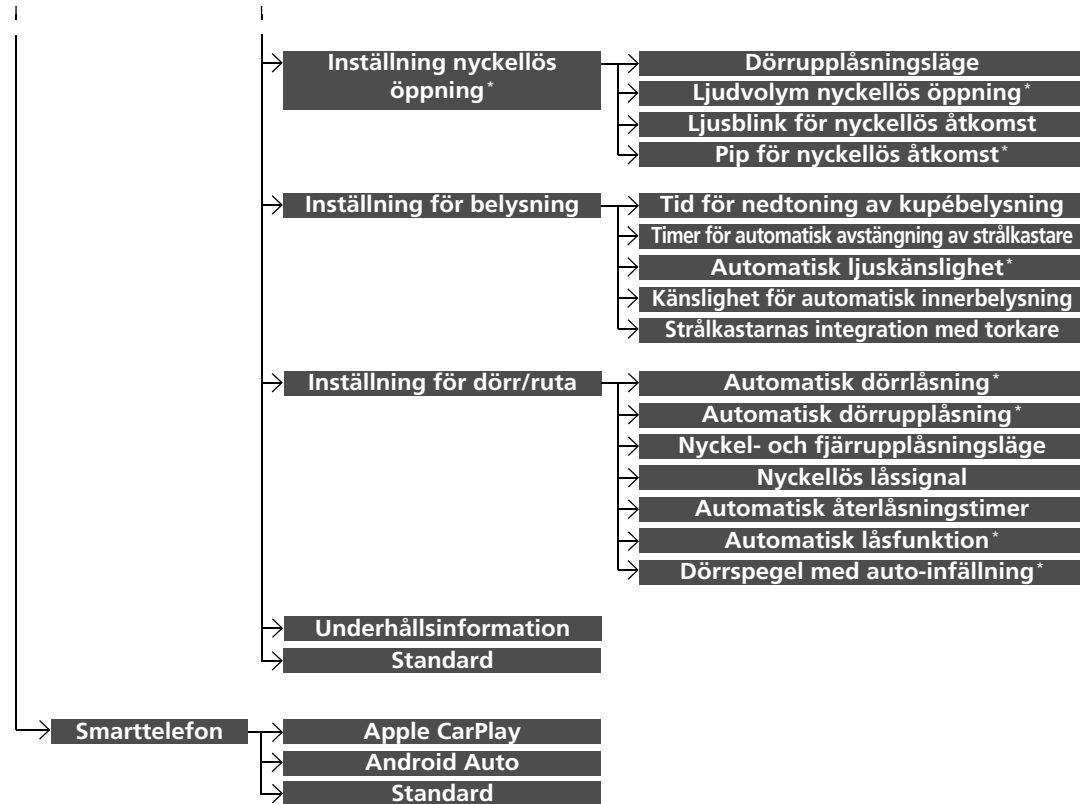 Inställning nyckellös
öppning*
Dörrupplåsningsläge
Ljudvolym nyckellös öppning*
Ljusblink för nyckellös åtkomst
Pip för nyckellös åtkomst*
Inställning för belysning
Tid för nedtoning av kupébelysning
Timer för automatisk avstängning av strålkastare
Automatisk ljuskänslighet*
Känslighet för automatisk innerbelysning
Strålkastarnas integration med torkare
Inställning för dörr/ruta
Automatisk dörrlåsning*
Automatisk dörrupplåsning*
Nyckel- och fjärrupplåsningsläge
Nyckellös låssignal
Automatisk återlåsningstimer
Automatisk låsfunktion*
Dörrspegel med auto-infällning*
Underhållsinformation
Standard
Smarttelefon
Apple CarPlay
Android Auto
Standard